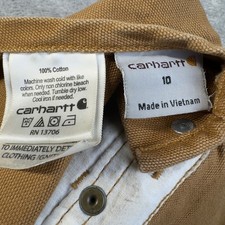 100% Cotton
Machine wash cold with like
colors. Only non chlorine bleach
when needed. Tumble dry low.
Cool iron if needed.
carhartt
RN 13706
TO IMMEDIATELY DET
CLOTHING IGNI
carhartt
10
Made in Vietnam